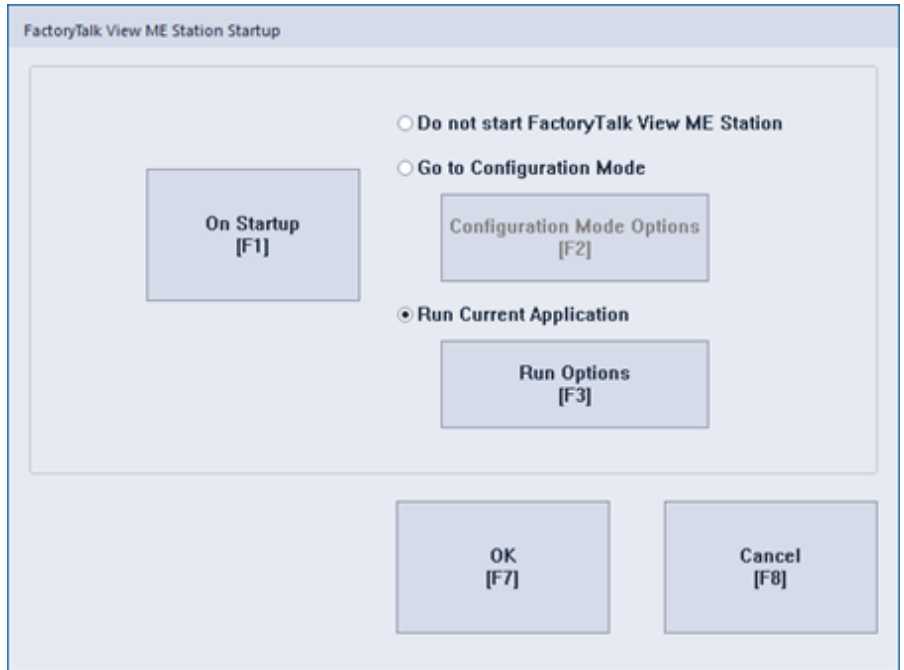 FactoryTalk View ME Station Startup
Do not start FactoryTalk View ME Station
Go to Configuration Mode
On Startup
[F1]
Configuration Mode Options
[F2]
Run Current Application
Run Options
[F3]
OK
[F7]
Cancel
[F8]